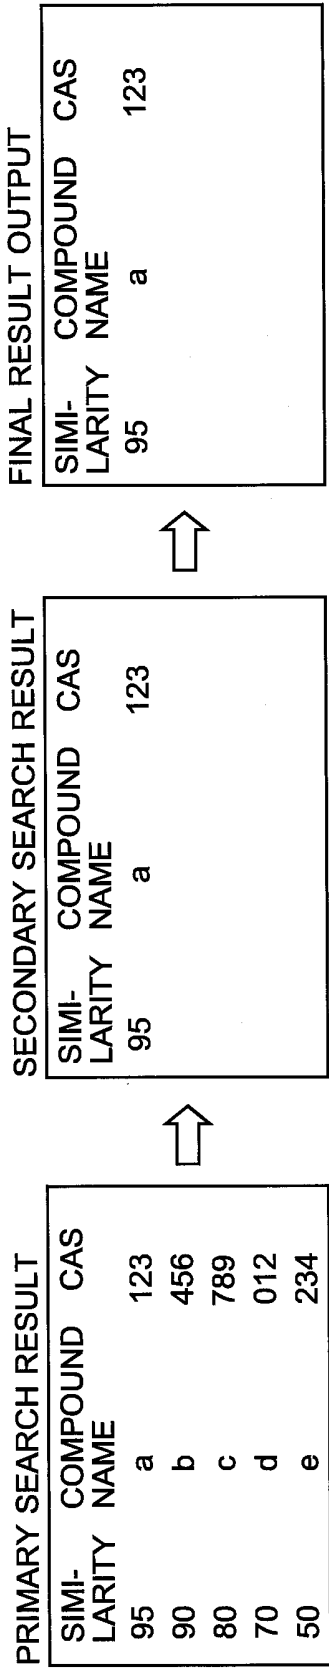 PRIMARY SEARCH RESULT
SIMI- COMPOUND CAS
LARITY NAME
95 a 123
90 b 456
80 c 789
70 d 012
50 e 234
SECONDARY SEARCH RESULT
SIMI- COMPOUND CAS
LARITY NAME
95 a 123
FINAL RESULT OUTPUT
SIMI- COMPOUND CAS
LARITY NAME
95 a 123